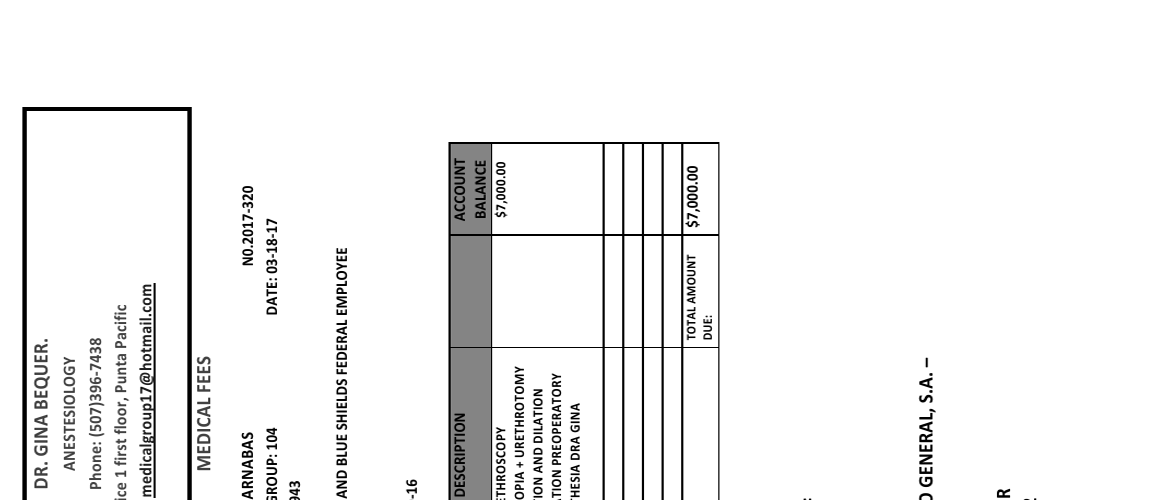 DR. GINA BEQUER.
ANESTESIOLOGY
Phone: (507)396-7438
ice 1 first floor, Punta Pacific
medicalgroup17@hotmail.com
MEDICAL FEES
ARNABAS N0.2017-320
GROUP: 104 DATE: 03-18-17
943
AND BLUE SHIELDS FEDERAL EMPLOYEE
-16
DESCRIPTION ACCOUNT BALANCE
THROSCOPY $7,000.00
OPIA + URETHROTOMY
ION AND DILATION
TION PREOPERATORY
THESIA DRA GINA
TOTAL AMOUNT DUE: $7,000.00
O GENERAL, S.A. –
R